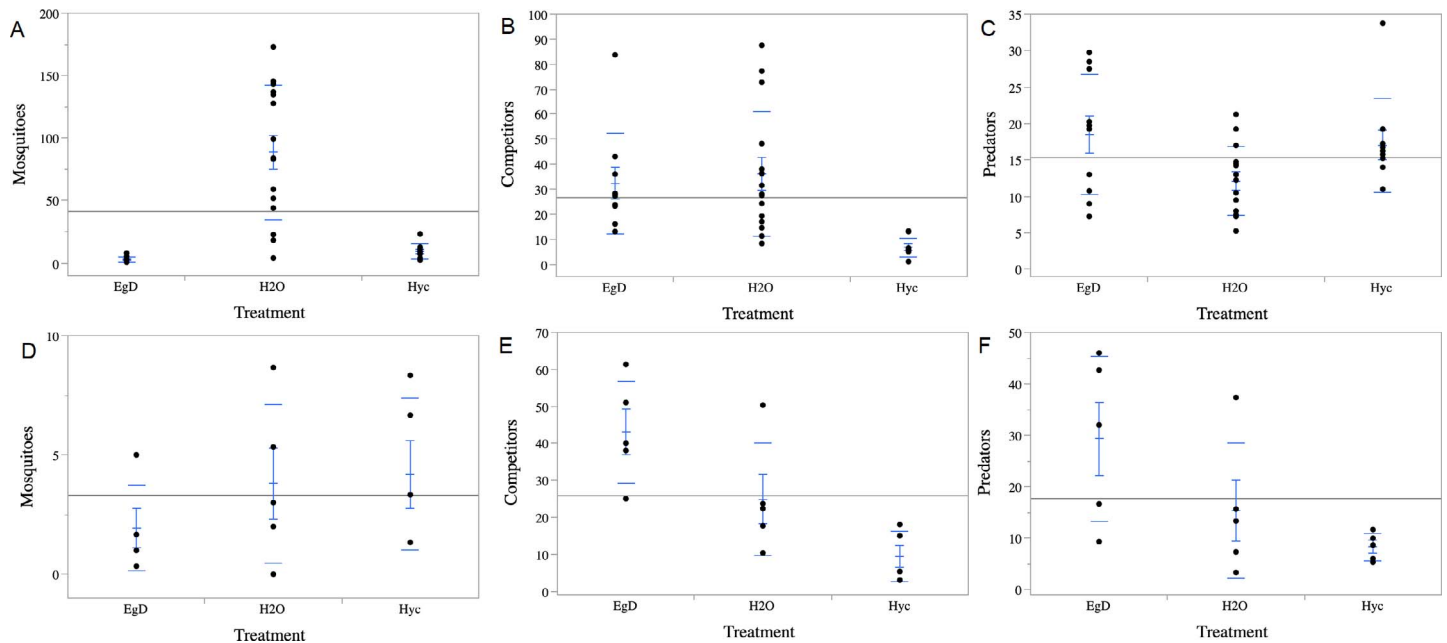 A
Mosquitoes
200
150
100
50
0
EgD H2O Hyc
Treatment
B
Competitors
100
90
80
70
60
50
40
30
20
10
0
EgD H2O Hyc
Treatment
C
Predators
35
30
25
20
15
10
5
0
EgD H2O Hyc
Treatment
D
Mosquitoes
10
5
0
EgD H2O Hyc
Treatment
E
Competitors
70
60
50
40
30
20
10
0
EgD H2O Hyc
Treatment
F
Predators
50
40
30
20
10
0
EgD H2O Hyc
Treatment